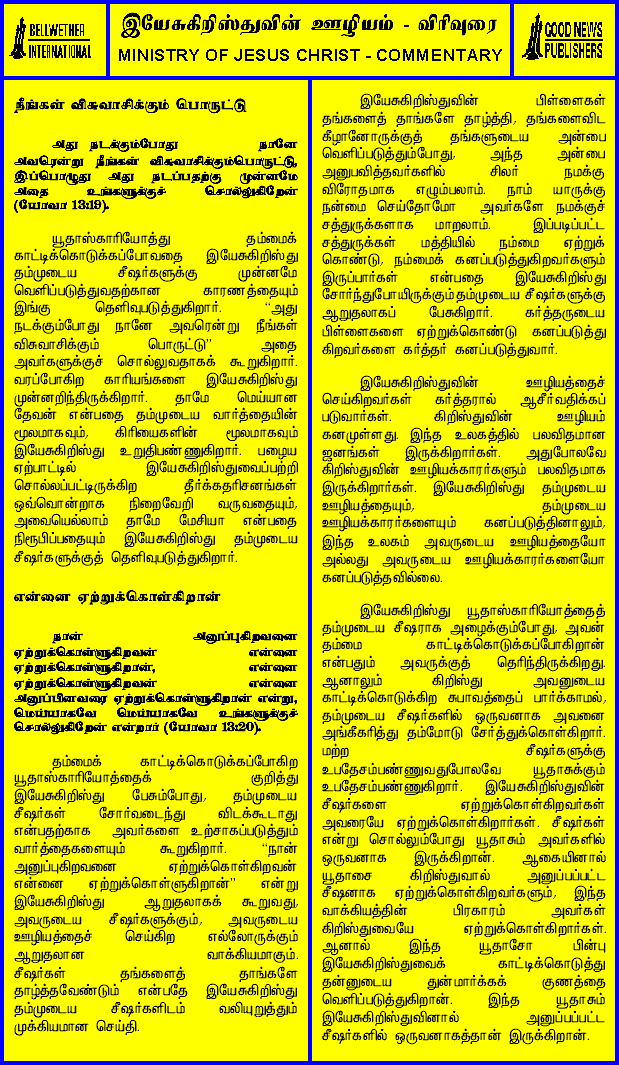 BELLWETHER
INTERNATIONAL
இயேசுகிறிஸ்துவின் ஊழியம் - விரிவுரை
MINISTRY OF JESUS CHRIST - COMMENTARY
GOOD NEWS
PUBLISHERS
நீங்கள் விசுவாசிக்கும் பொருட்டு
அது நடக்கும்போது நானே
அவரென்று நீங்கள் விசுவாசிக்கும்பொருட்டு,
இப்பொழுது அது நடப்பதற்கு முன்னமே
அதை உங்களுக்குச் சொல்லுகிறேன்
(யோவா 13:19).
யூதாஸ்காரியோத்து தம்மைக்
காட்டிக்கொடுக்கப்போவதை இயேசுகிறிஸ்து
தம்முடைய சீஷர்களுக்கு முன்னமே
வெளிப்படுத்துவதற்கான காரணத்தையும்
இங்கு தெளிவுபடுத்துகிறார். “அது
நடக்கும்போது நானே அவரென்று நீங்கள்
விசுவாசிக்கும் பொருட்டு” அதை
அவர்களுக்குச் சொல்லுவதாகக் கூறுகிறார்.
வரப்போகிற காரியங்களை இயேசுகிறிஸ்து
முன்னறிந்திருக்கிறார். தாமே மெய்யான
தேவன் என்பதை தம்முடைய வார்த்தையின்
மூலமாகவும், கிரியைகளின் மூலமாகவும்
இயேசுகிறிஸ்து உறுதிபண்ணுகிறார். பழைய
ஏற்பாட்டில் இயேசுகிறிஸ்துவைப்பற்றி
சொல்லப்பட்டிருக்கிற தீர்க்கதரிசனங்கள்
ஒவ்வொன்றாக நிறைவேறி வருவதையும்,
அவையெல்லாம் தாமே மேசியா என்பதை
நிரூபிப்பதையும் இயேசுகிறிஸ்து தம்முடைய
சீஷர்களுக்குத் தெளிவுபடுத்துகிறார்.
என்னை ஏற்றுக்கொள்கிறான்
நான் அனுப்புகிறவனை
ஏற்றுக்கொள்ளுகிறவன் என்னை
ஏற்றுக்கொள்ளுகிறான், என்னை
ஏற்றுக்கொள்ளுகிறவன் என்னை
அனுப்பினவரை ஏற்றுக்கொள்ளுகிறான் என்று,
மெய்யாகவே மெய்யாகவே உங்களுக்குச்
சொல்லுகிறேன் என்றார் (யோவா 13:20).
தம்மைக் காட்டிக்கொடுக்கப்போகிற
யூதாஸ்காரியோத்தைக் குறித்து
இயேசுகிறிஸ்து பேசும்போது, தம்முடைய
சீஷர்கள் சோர்வடைந்து விடக்கூடாது
என்பதற்காக அவர்களை உற்சாகப்படுத்தும்
வார்த்தைகளையும் கூறுகிறார். “நான்
அனுப்புகிறவனை ஏற்றுக்கொள்கிறவன்
என்னை ஏற்றுக்கொள்ளுகிறான்” என்று
இயேசுகிறிஸ்து ஆறுதலாகக் கூறுவது,
அவருடைய சீஷர்களுக்கும், அவருடைய
ஊழியத்தைச் செய்கிற எல்லோருக்கும்
ஆறுதலான வாக்கியமாகும்.
சீஷர்கள் தங்களைத் தாங்களே
தாழ்த்தவேண்டும் என்பதே இயேசுகிறிஸ்து
தம்முடைய சீஷர்களிடம் வலியுறுத்தும்
முக்கியமான செய்தி.
இயேசுகிறிஸ்துவின் பிள்ளைகள்
தங்களைத் தாங்களே தாழ்த்தி, தங்களைவிட
கீழானோருக்குத் தங்களுடைய அன்பை
வெளிப்படுத்தும்போது, அந்த அன்பை
அனுபவித்தவர்களில் சிலர் நமக்கு
விரோதமாக எழும்பலாம். நாம் யாருக்கு
நன்மை செய்தோமோ அவர்களே நமக்குச்
சத்துருக்களாக மாறலாம். இப்படிப்பட்ட
சத்துருக்கள் மத்தியில் நம்மை ஏற்றுக்
கொண்டு, நம்மைக் கனப்படுத்துகிறவர்களும்
இருப்பார்கள் என்பதை இயேசுகிறிஸ்து
சோர்ந்துபோயிருக்கும் தம்முடைய சீஷர்களுக்கு
ஆறுதலாகப் பேசுகிறார். கர்த்தருடைய
பிள்ளைகளை ஏற்றுக்கொண்டு கனப்படுத்து
கிறவர்களை கர்த்தர் கனப்படுத்துவார்.
இயேசுகிறிஸ்துவின் ஊழியத்தைச்
செய்கிறவர்கள் கர்த்தரால் ஆசீர்வதிக்கப்
படுவார்கள். கிறிஸ்துவின் ஊழியம்
கனமுள்ளது. இந்த உலகத்தில் பலவிதமான
ஜனங்கள் இருக்கிறார்கள். அதுபோலவே
கிறிஸ்துவின் ஊழியக்காரர்களும் பலவிதமாக
இருக்கிறார்கள். இயேசுகிறிஸ்து தம்முடைய
ஊழியத்தையும், தம்முடைய
ஊழியக்காரர்களையும் கனப்படுத்தினாலும்,
இந்த உலகம் அவருடைய ஊழியத்தையோ
அல்லது அவருடைய ஊழியக்காரர்களையோ
கனப்படுத்தவில்லை.
இயேசுகிறிஸ்து யூதாஸ்காரியோத்தைத்
தம்முடைய சீஷராக அழைக்கும்போது, அவன்
தம்மை காட்டிக்கொடுக்கப்போகிறான்
என்பதும் அவருக்குத் தெரிந்திருக்கிறது.
ஆனாலும் கிறிஸ்து அவனுடைய
காட்டிக்கொடுக்கிற சுபாவத்தைப் பார்க்காமல்,
தம்முடைய சீஷர்களில் ஒருவனாக அவனை
அங்கீகரித்து தம்மோடு சேர்த்துக்கொள்கிறார்.
மற்ற சீஷர்களுக்கு
உபதேசம்பண்ணுவதுபோலவே யூதாசுக்கும்
உபதேசம்பண்ணுகிறார். இயேசுகிறிஸ்துவின்
சீஷர்களை ஏற்றுக்கொள்கிறவர்கள்
அவரையே ஏற்றுக்கொள்கிறார்கள். சீஷர்கள்
என்று சொல்லும்போது யூதாசும் அவர்களில்
ஒருவனாக இருக்கிறான். ஆகையினால்
யூதாசை கிறிஸ்துவால் அனுப்பப்பட்ட
சீஷனாக ஏற்றுக்கொள்கிறவர்களும், இந்த
வாக்கியத்தின் பிரகாரம் அவர்கள்
கிறிஸ்துவையே ஏற்றுக்கொள்கிறார்கள்.
ஆனால் இந்த யூதாசோ பின்பு
இயேசுகிறிஸ்துவைக் காட்டிக்கொடுத்து
தன்னுடைய துன்மார்க்கக் குணத்தை
வெளிப்படுத்துகிறான். இந்த யூதாசும்
இயேசுகிறிஸ்துவினால் அனுப்பப்பட்ட
சீஷர்களில் ஒருவனாகத்தான் இருக்கிறான்.